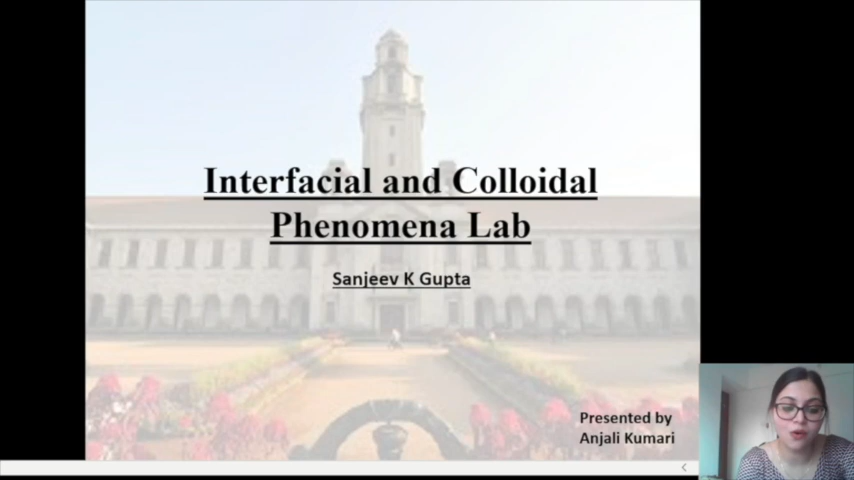 Interfacial and Colloidal
Phenomena Lab
Sanjeev K Gupta
Presented by
Anjali Kumari